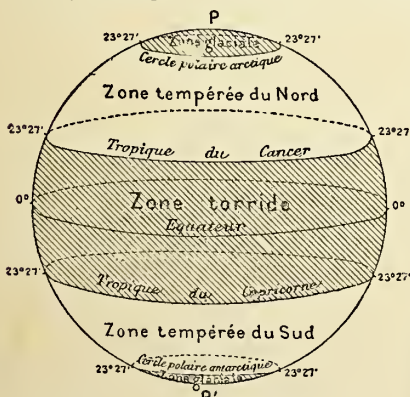 P
23°27' Zone glaciale 23°27'
Cercle polaire arctique
Zone tempérée du Nord
23°27' 23°27'
Tropique du Cancer
0° Zone torride 0°
Equateur
23°27' 23°27'
Tropique du Capricorne
Zone tempérée du Sud
Cercle polaire antarctique
23°27' Zone glaciale 23°27'
P'